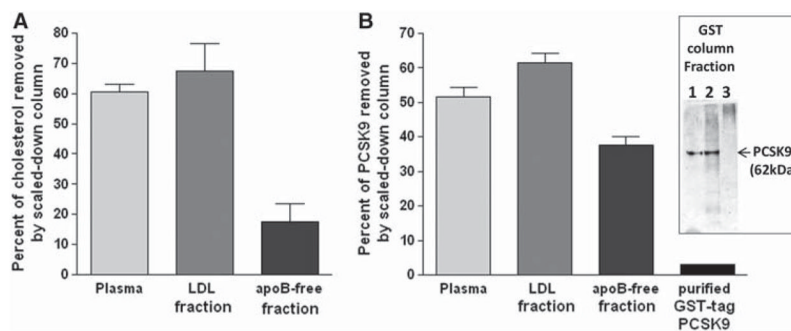 A
Percent of cholesterol removed
by scaled-down column
80
70
60
50
40
30
20
10
0
Plasma
LDL
fraction
apoB-free
fraction
B
Percent of PCSK9 removed
by scaled-down column
70
60
50
40
30
20
10
0
Plasma
LDL
fraction
apoB-free
fraction
purified
GST-tag
PCSK9
GST
column
Fraction
1 2 3
PCSK9
(62kDa